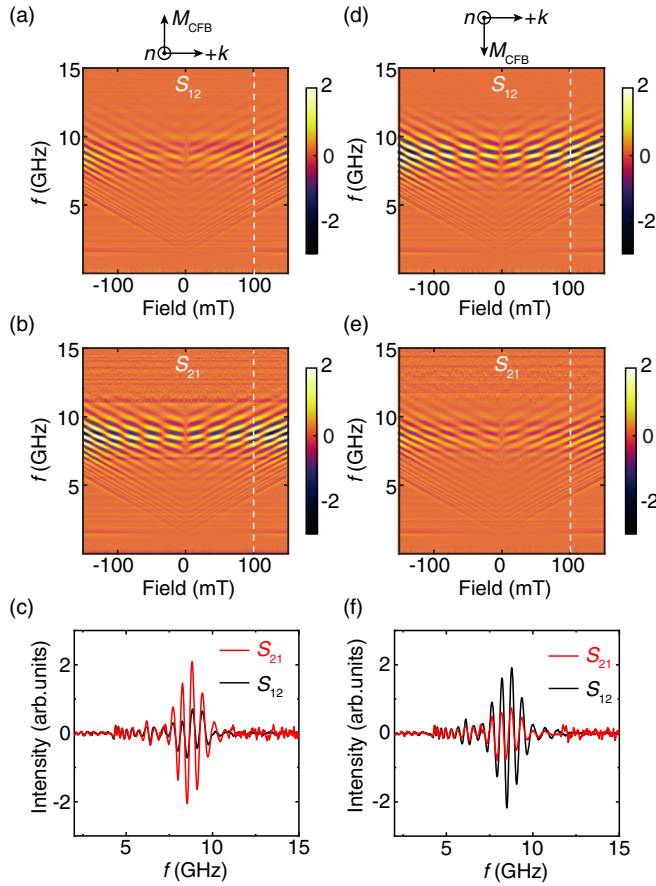 (a)
M_CFB
n +k
S_12
15
10
5
f (GHz)
-100 0 100
Field (mT)
2
0
-2
(d)
n +k
M_CFB
S_12
15
10
5
f (GHz)
-100 0 100
Field (mT)
2
0
-2
(b)
S_21
15
10
5
f (GHz)
-100 0 100
Field (mT)
2
0
-2
(e)
S_21
15
10
5
f (GHz)
-100 0 100
Field (mT)
2
0
-2
(c)
S_21
S_12
2
0
-2
Intensity (arb.units)
5 10 15
f (GHz)
(f)
S_21
S_12
2
0
-2
Intensity (arb.units)
5 10 15
f (GHz)